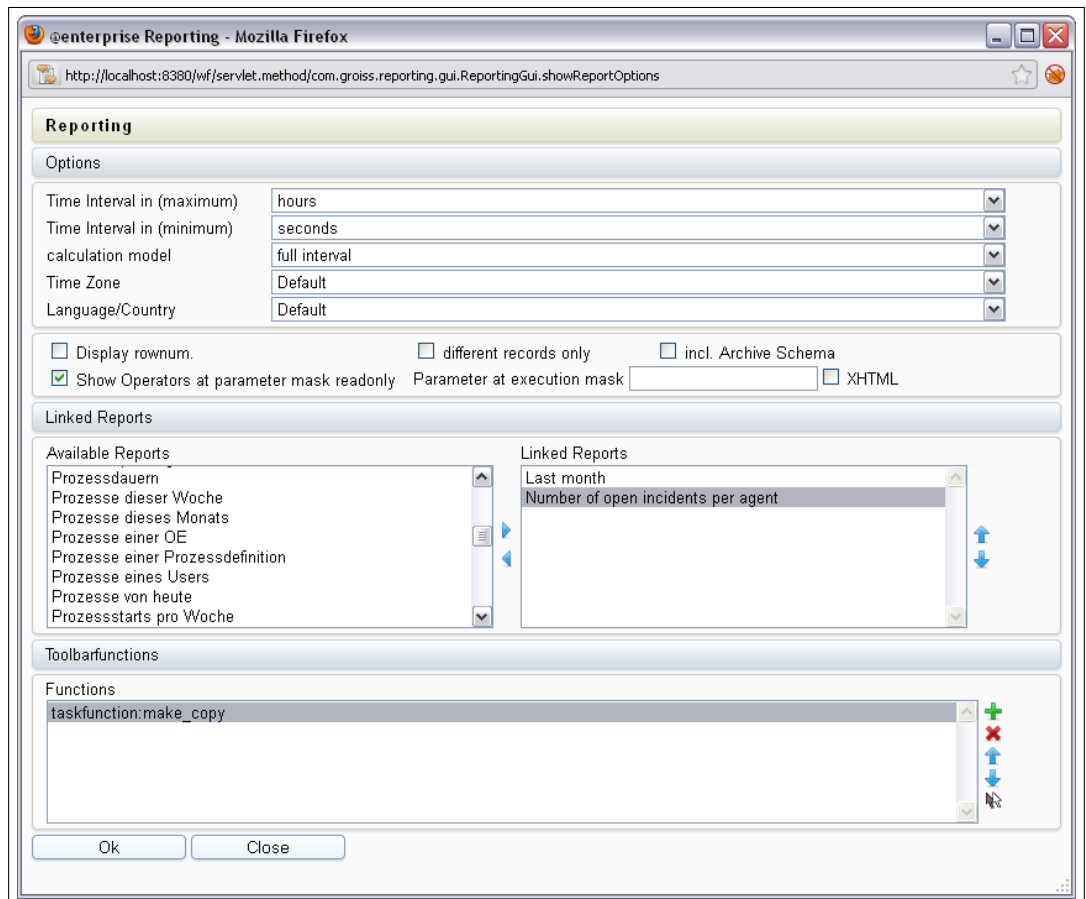 @enterprise Reporting - Mozilla Firefox
http://localhost:8380/wf/servlet.method/com.groiss.reporting.gui.ReportingGui.showReportOptions
Reporting
Options
Time Interval in (maximum) hours
Time Interval in (minimum) seconds
calculation model full interval
Time Zone Default
Language/Country Default
Display rownum. different records only incl. Archive Schema
Show Operators at parameter mask readonly Parameter at execution mask XHTML
Linked Reports
Available Reports Linked Reports
Prozessdauern Last month
Prozesse dieser Woche Number of open incidents per agent
Prozesse dieses Monats
Prozesse einer OE
Prozesse einer Prozessdefinition
Prozesse eines Users
Prozesse von heute
Prozessstarts pro Woche
Toolbarfunctions
Functions
taskfunction:make_copy
Ok Close